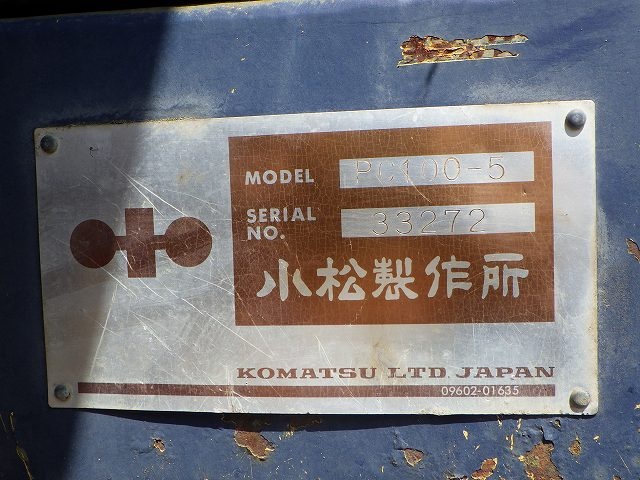 MODEL PC100-5
SERIAL NO. 33272
小松製作所
KOMATSU LTD. JAPAN
09602-01635